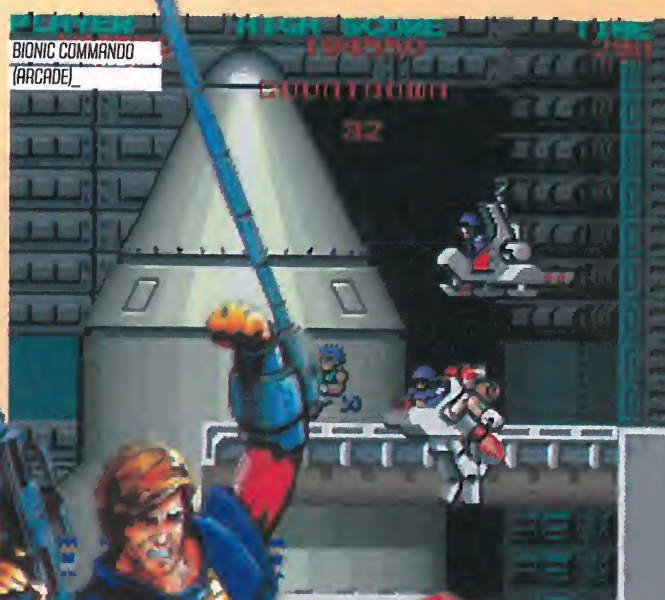 PLAYER HIGH SCORE TIME
BIONIC COMMANDO
(ARCADE)_
COUNTDOWN
32